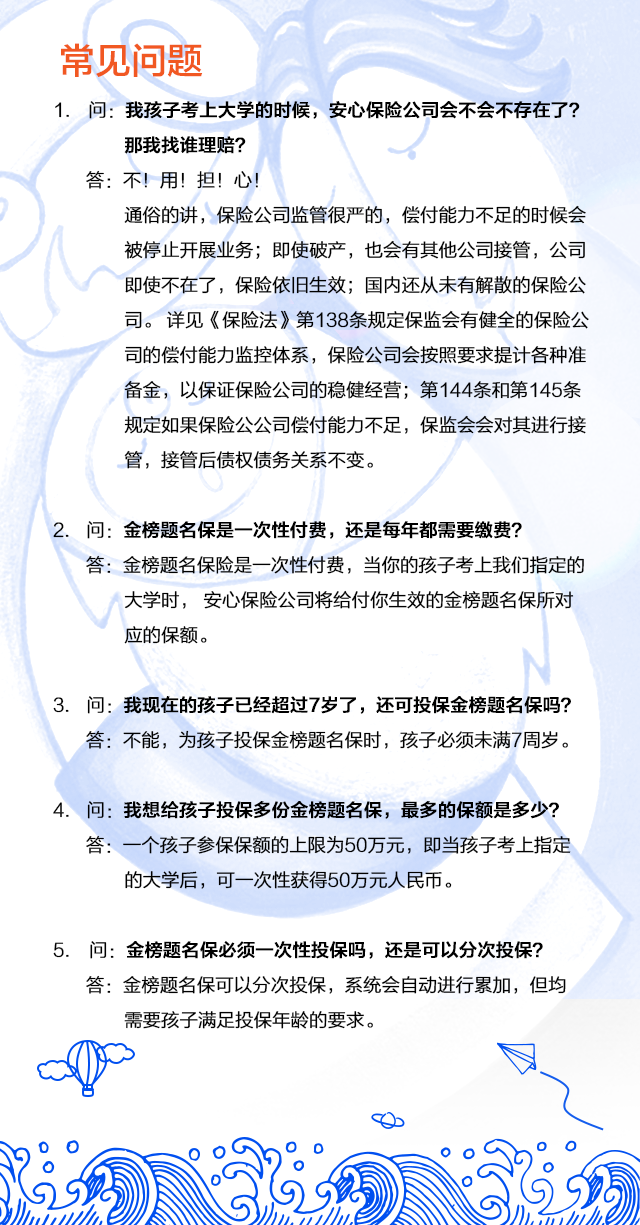 常见问题
1. 问：我孩子考上大学的时候，安心保险公司会不会不存在了？
那我找谁理赔？
答：不！用！担！心！
通俗的讲，保险公司监管很严的，偿付能力不足的时候会
被停止开展业务；即使破产，也会有其他公司接管，公司
即使不在了，保险依旧生效；国内还从未有解散的保险公
司。 详见《保险法》第138条规定保监会有健全的保险公
司的偿付能力监控体系，保险公司会按照要求提计各种准
备金，以保证保险公司的稳健经营；第144条和第145条
规定如果保险公公司偿付能力不足，保监会会对其进行接
管，接管后债权债务关系不变。
2. 问：金榜题名保是一次性付费，还是每年都需要缴费？
答：金榜题名保险是一次性付费，当你的孩子考上我们指定的
大学时， 安心保险公司将给付你生效的金榜题名保所对
应的保额。
3. 问：我现在的孩子已经超过7岁了，还可投保金榜题名保吗？
答：不能，为孩子投保金榜题名保时，孩子必须未满7周岁。
4. 问：我想给孩子投保多份金榜题名保，最多的保额是多少？
答：一个孩子参保保额的上限为50万元，即当孩子考上指定
的大学后，可一次性获得50万元人民币。
5. 问：金榜题名保必须一次性投保吗，还是可以分次投保？
答：金榜题名保可以分次投保，系统会自动进行累加，但均
需要孩子满足投保年龄的要求。